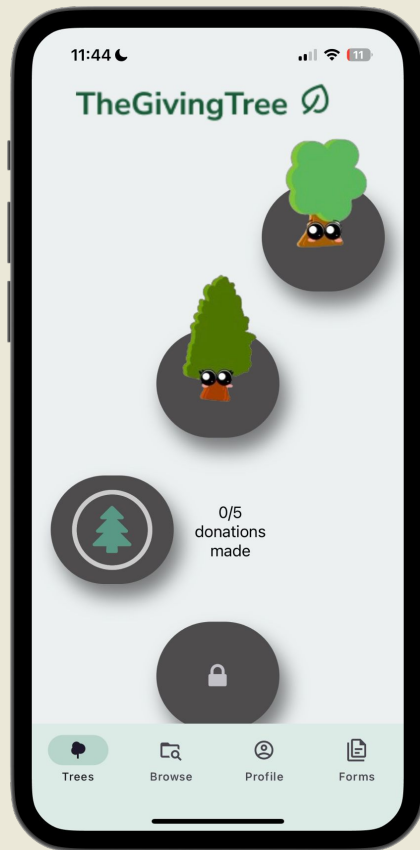 11:44
11
TheGivingTree
0/5
donations
made
Trees
Browse
Profile
Forms